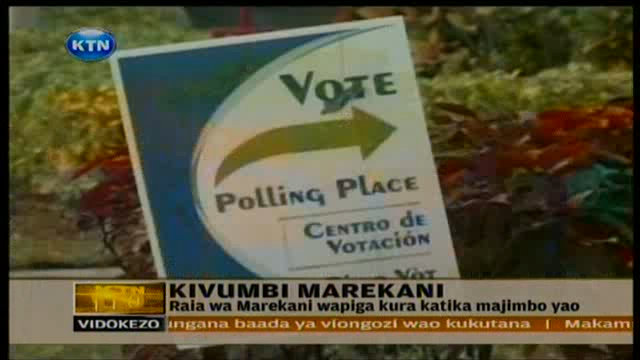 KTN
VOTE
Polling Place
Centro de
Votación
KIVUMBI MAREKANI
Raia wa Marekani wapiga kura katika majimbo yao
VIDOKEZO
ungana baada ya viongozi wao kukutana | Makam